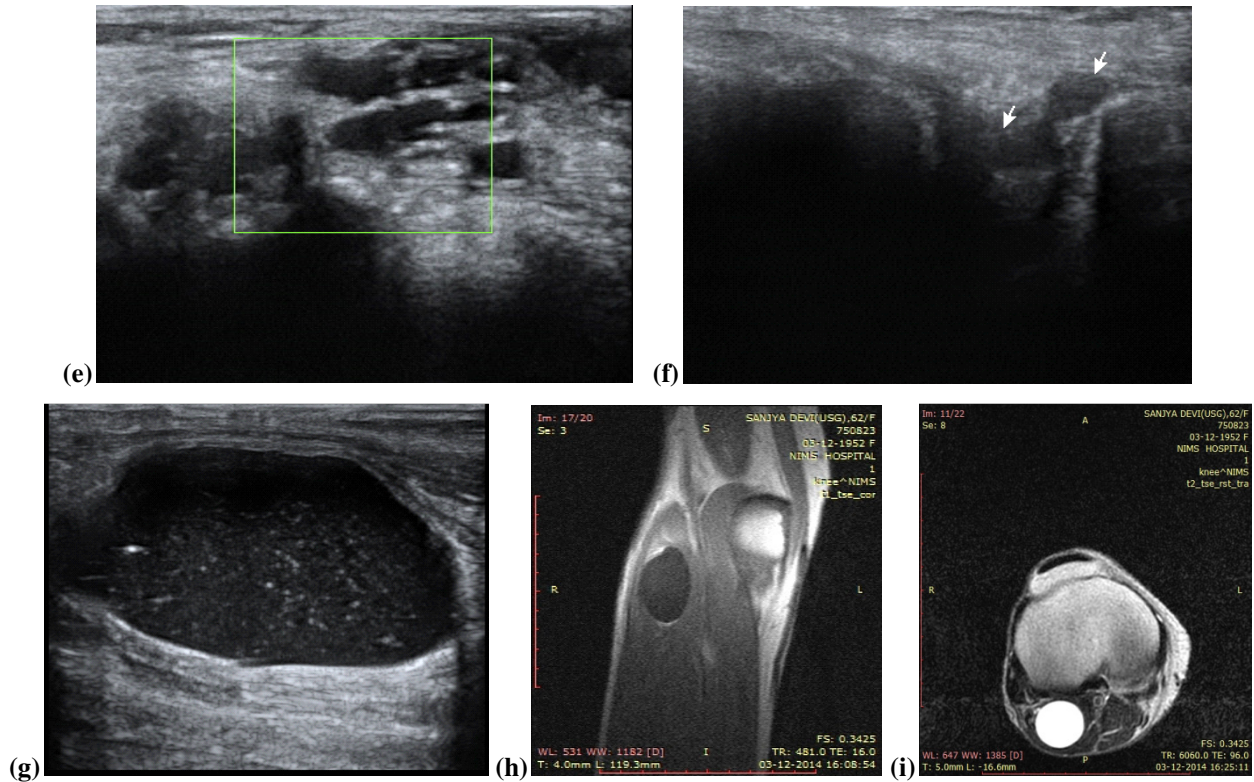 (e)
(f)
(g)
Im: 17/20
Se: 3
S
SANJYA DEVI(USG),62/F
750823
03-12-1952 F
NIMS HOSPITAL
1
knee^NIMS
t1_tse_cor
R
L
WL: 531 WW: 1182 [D]
T: 4.0mm L: 119.3mm
I
FS: 0.3425
TR: 481.0 TE: 16.0
03-12-2014 16:08:54
(h)
Im: 11/22
Se: 8
A
SANJYA DEVI(USG),62/F
750823
03-12-1952 F
NIMS HOSPITAL
1
knee^NIMS
t2_tse_rst_tra
R
L
WL: 647 WW: 1385 [D]
T: 5.0mm L: -16.6mm
P
FS: 0.3425
TR: 6060.0 TE: 96.0
03-12-2014 16:25:11
(i)